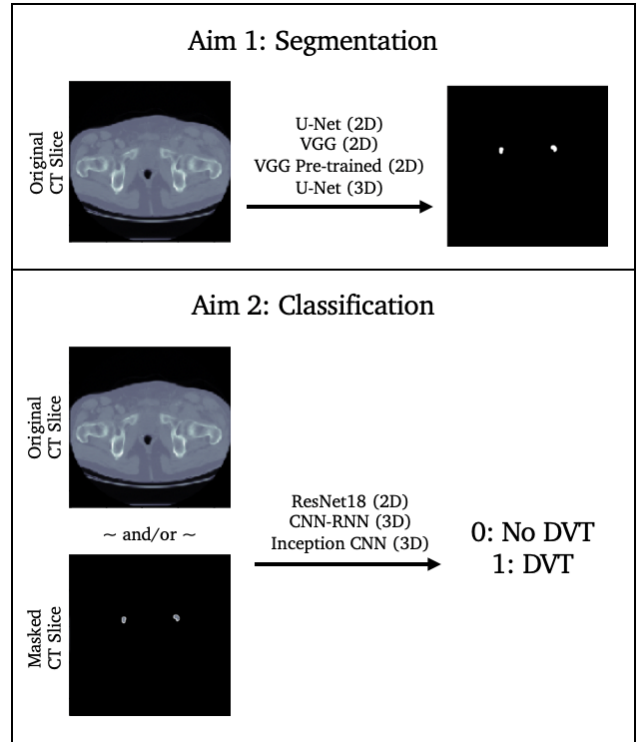 Aim 1: Segmentation
Original
CT Slice
U-Net (2D)
VGG (2D)
VGG Pre-trained (2D)
U-Net (3D)
Aim 2: Classification
Original
CT Slice
~ and/or ~
Masked
CT Slice
ResNet18 (2D)
CNN-RNN (3D)
Inception CNN (3D)
0: No DVT
1: DVT